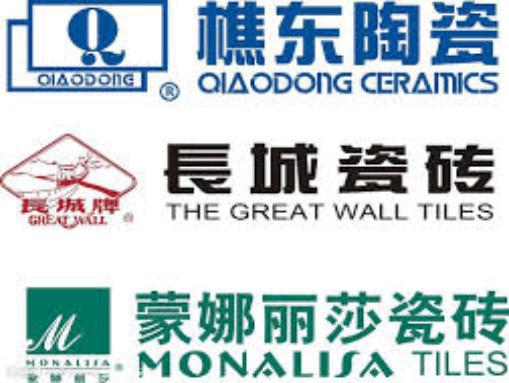 Q
QIAODONG
®
樵东陶瓷
QIAODONG CERAMICS
長城牌
GREAT WALL
®
長城瓷砖
THE GREAT WALL TILES
M
MONALISA
®
蒙娜丽莎瓷砖
MONALISA TILES